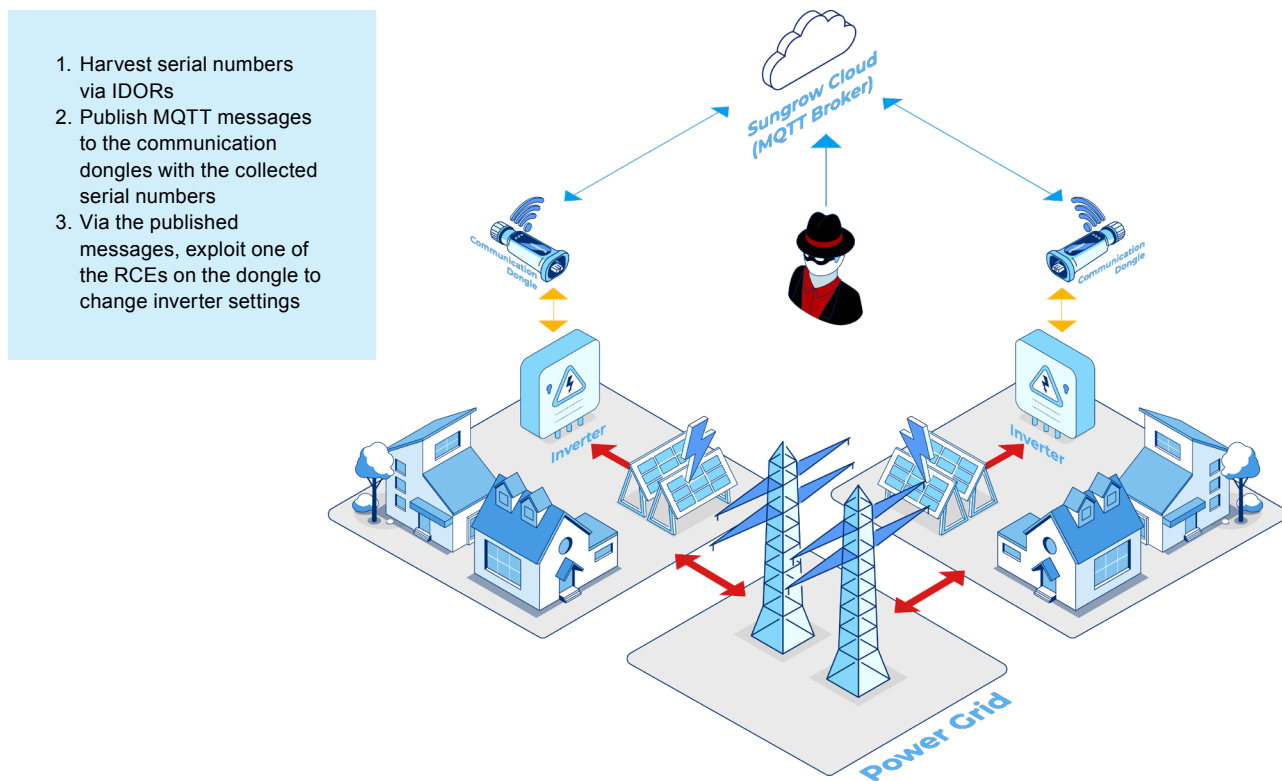 1. Harvest serial numbers
via IDORs
2. Publish MQTT messages
to the communication
dongles with the collected
serial numbers
3. Via the published
messages, exploit one of
the RCEs on the dongle to
change inverter settings
Sungrow Cloud
(MQTT Broker)
Communication
Dongle
Communication
Dongle
Inverter
Inverter
Power Grid